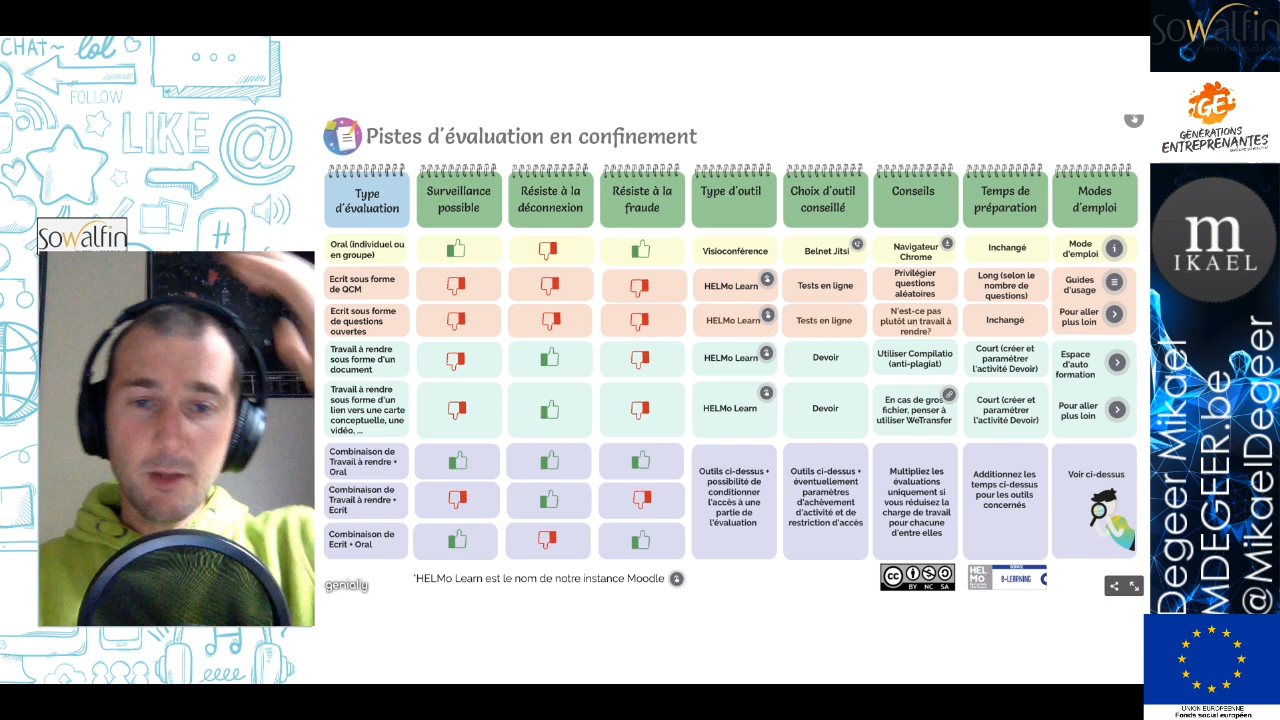 CHAT~ lol
FOLLOW
LIKE
@
#
Sowalfin
Pistes d'évaluation en confinement
Type
d'évaluation
Surveillance
possible
Résiste à la
déconnexion
Résiste à la
fraude
Type d'outil
Choix d'outil
conseillé
Conseils
Temps de
préparation
Modes
d'emploi
Oral (individuel ou
en groupe)
Visioconférence
Belnet Jitsi
Navigateur
Chrome
Inchangé
Mode
d'emploi
Ecrit sous forme
de QCM
HELMo Learn
Tests en ligne
Privilégier
questions
aléatoires
Long (selon le
nombre de
questions)
Guides
d'usage
Ecrit sous forme
de questions
ouvertes
HELMo Learn
Tests en ligne
N'est-ce pas
plutôt un travail à
rendre?
Inchangé
Pour aller
plus loin
Travail à rendre
sous forme d'un
document
HELMo Learn
Devoir
Utiliser Compilatio
(anti-plagiat)
Court (créer et
paramétrer
l'activité Devoir)
Espace
d'auto
formation
Travail à rendre
sous forme d'un
lien vers une carte
conceptuelle, une
vidéo, ...
HELMo Learn
Devoir
En cas de gros
fichier, penser à
utiliser WeTransfer
Court (créer et
paramétrer
l'activité Devoir)
Pour aller
plus loin
Combinaison de
Travail à rendre +
Oral
Combinaison de
Travail à rendre +
Ecrit
Combinaison de
Ecrit + Oral
Outils ci-dessus +
possibilité de
conditionner
l'accès à une
partie de
l'évaluation
Outils ci-dessus +
éventuellement
paramètres
d'achèvement
d'activité et de
restriction d'accès
Multipliez les
évaluations
uniquement si
vous réduisez la
charge de travail
pour chacune
d'entre elles
Additionnez les
temps ci-dessus
pour les outils
concernés
Voir ci-dessus
genially
*HELMo Learn est le nom de notre instance Moodle
CC BY NC SA
HEL
MO
E-LEARNING
Sowalfin
GE
GÉNÉRATIONS
ENTREPRENANTES
m
IKAEL
Degeer Mikael
MDEGEER.be
@MikaelDegeer
UNION EUROPEENNE
Fonds social européen